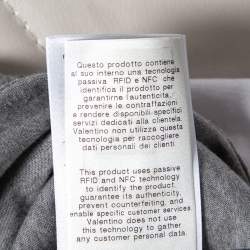 Questo prodotto contiene
al suo interno una tecnologia
passiva RFID e NFC che
identifica il prodotto per
garantirne l'autenticità,
prevenire le contraffazioni
e rendere disponibili specifici
servizi dedicati alla clientela.
Valentino non utilizza questa
tecnologia per raccogliere
dati personali dei clienti.
This product uses passive
RFID and NFC technology
to identify the product,
guarantee its authenticity,
prevent counterfeiting, and
enable specific customer services.
Valentino does not use
this technology to gather
any customer personal data.